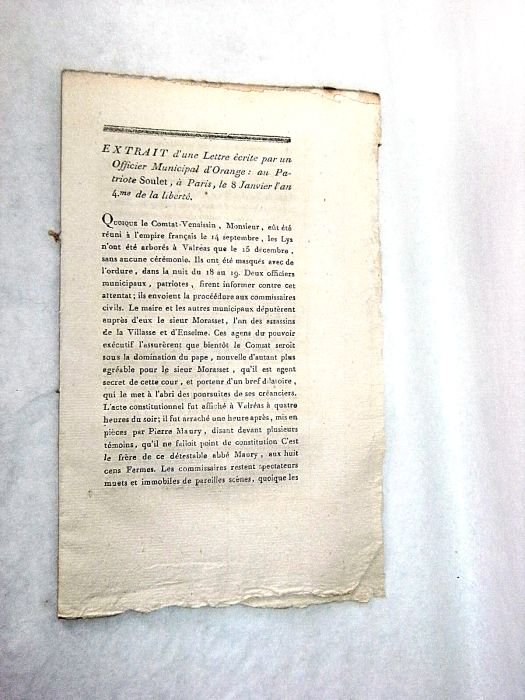 EXTRAIT d'une Lettre écrite par un
Officier Municipal d'Orange : au Pa-
triote Soulet, à Paris, le 8 Janvier l'an
4.me de la liberté.
Quoique le Comtat-Venaissin, Monsieur, eût été
réuni à l'empire français le 14 septembre, les Lys
n'ont été arborés à Valréas que le 15 décembre,
sans aucune cérémonie. Ils ont été masqués avec de
l'ordure, dans la nuit du 18 au 19. Deux officiers
municipaux, patriotes, firent informer contre cet
attentat ; ils envoient la procédure aux commissaires
civils. Le maire et les autres municipaux députèrent
auprès d'eux le sieur Morasset, l'un des assassins
de la Villasse et d'Anselme. Ces agens du pouvoir
exécutif l'assurèrent que bientôt le Comtat seroit
sous la domination du pape, nouvelle d'autant plus
agréable pour le sieur Morasset, qu'il est agent
secret de cette cour, et porteur d'un bref dilatoire,
qui le met à l'abri des poursuites de ses créanciers.
L'acte constitutionnel fut affiché à Valréas à quatre
heures du soir ; il fut arraché une heure après, mis en
pièces par Pierre Maury, disant devant plusieurs
témoins, qu'il ne falloit point de constitution C'est
le frère de ce détestable abbé Maury, aux huit
cens Fermes. Les commissaires restent spectateurs
muets et immobiles de pareilles scènes, quoique les